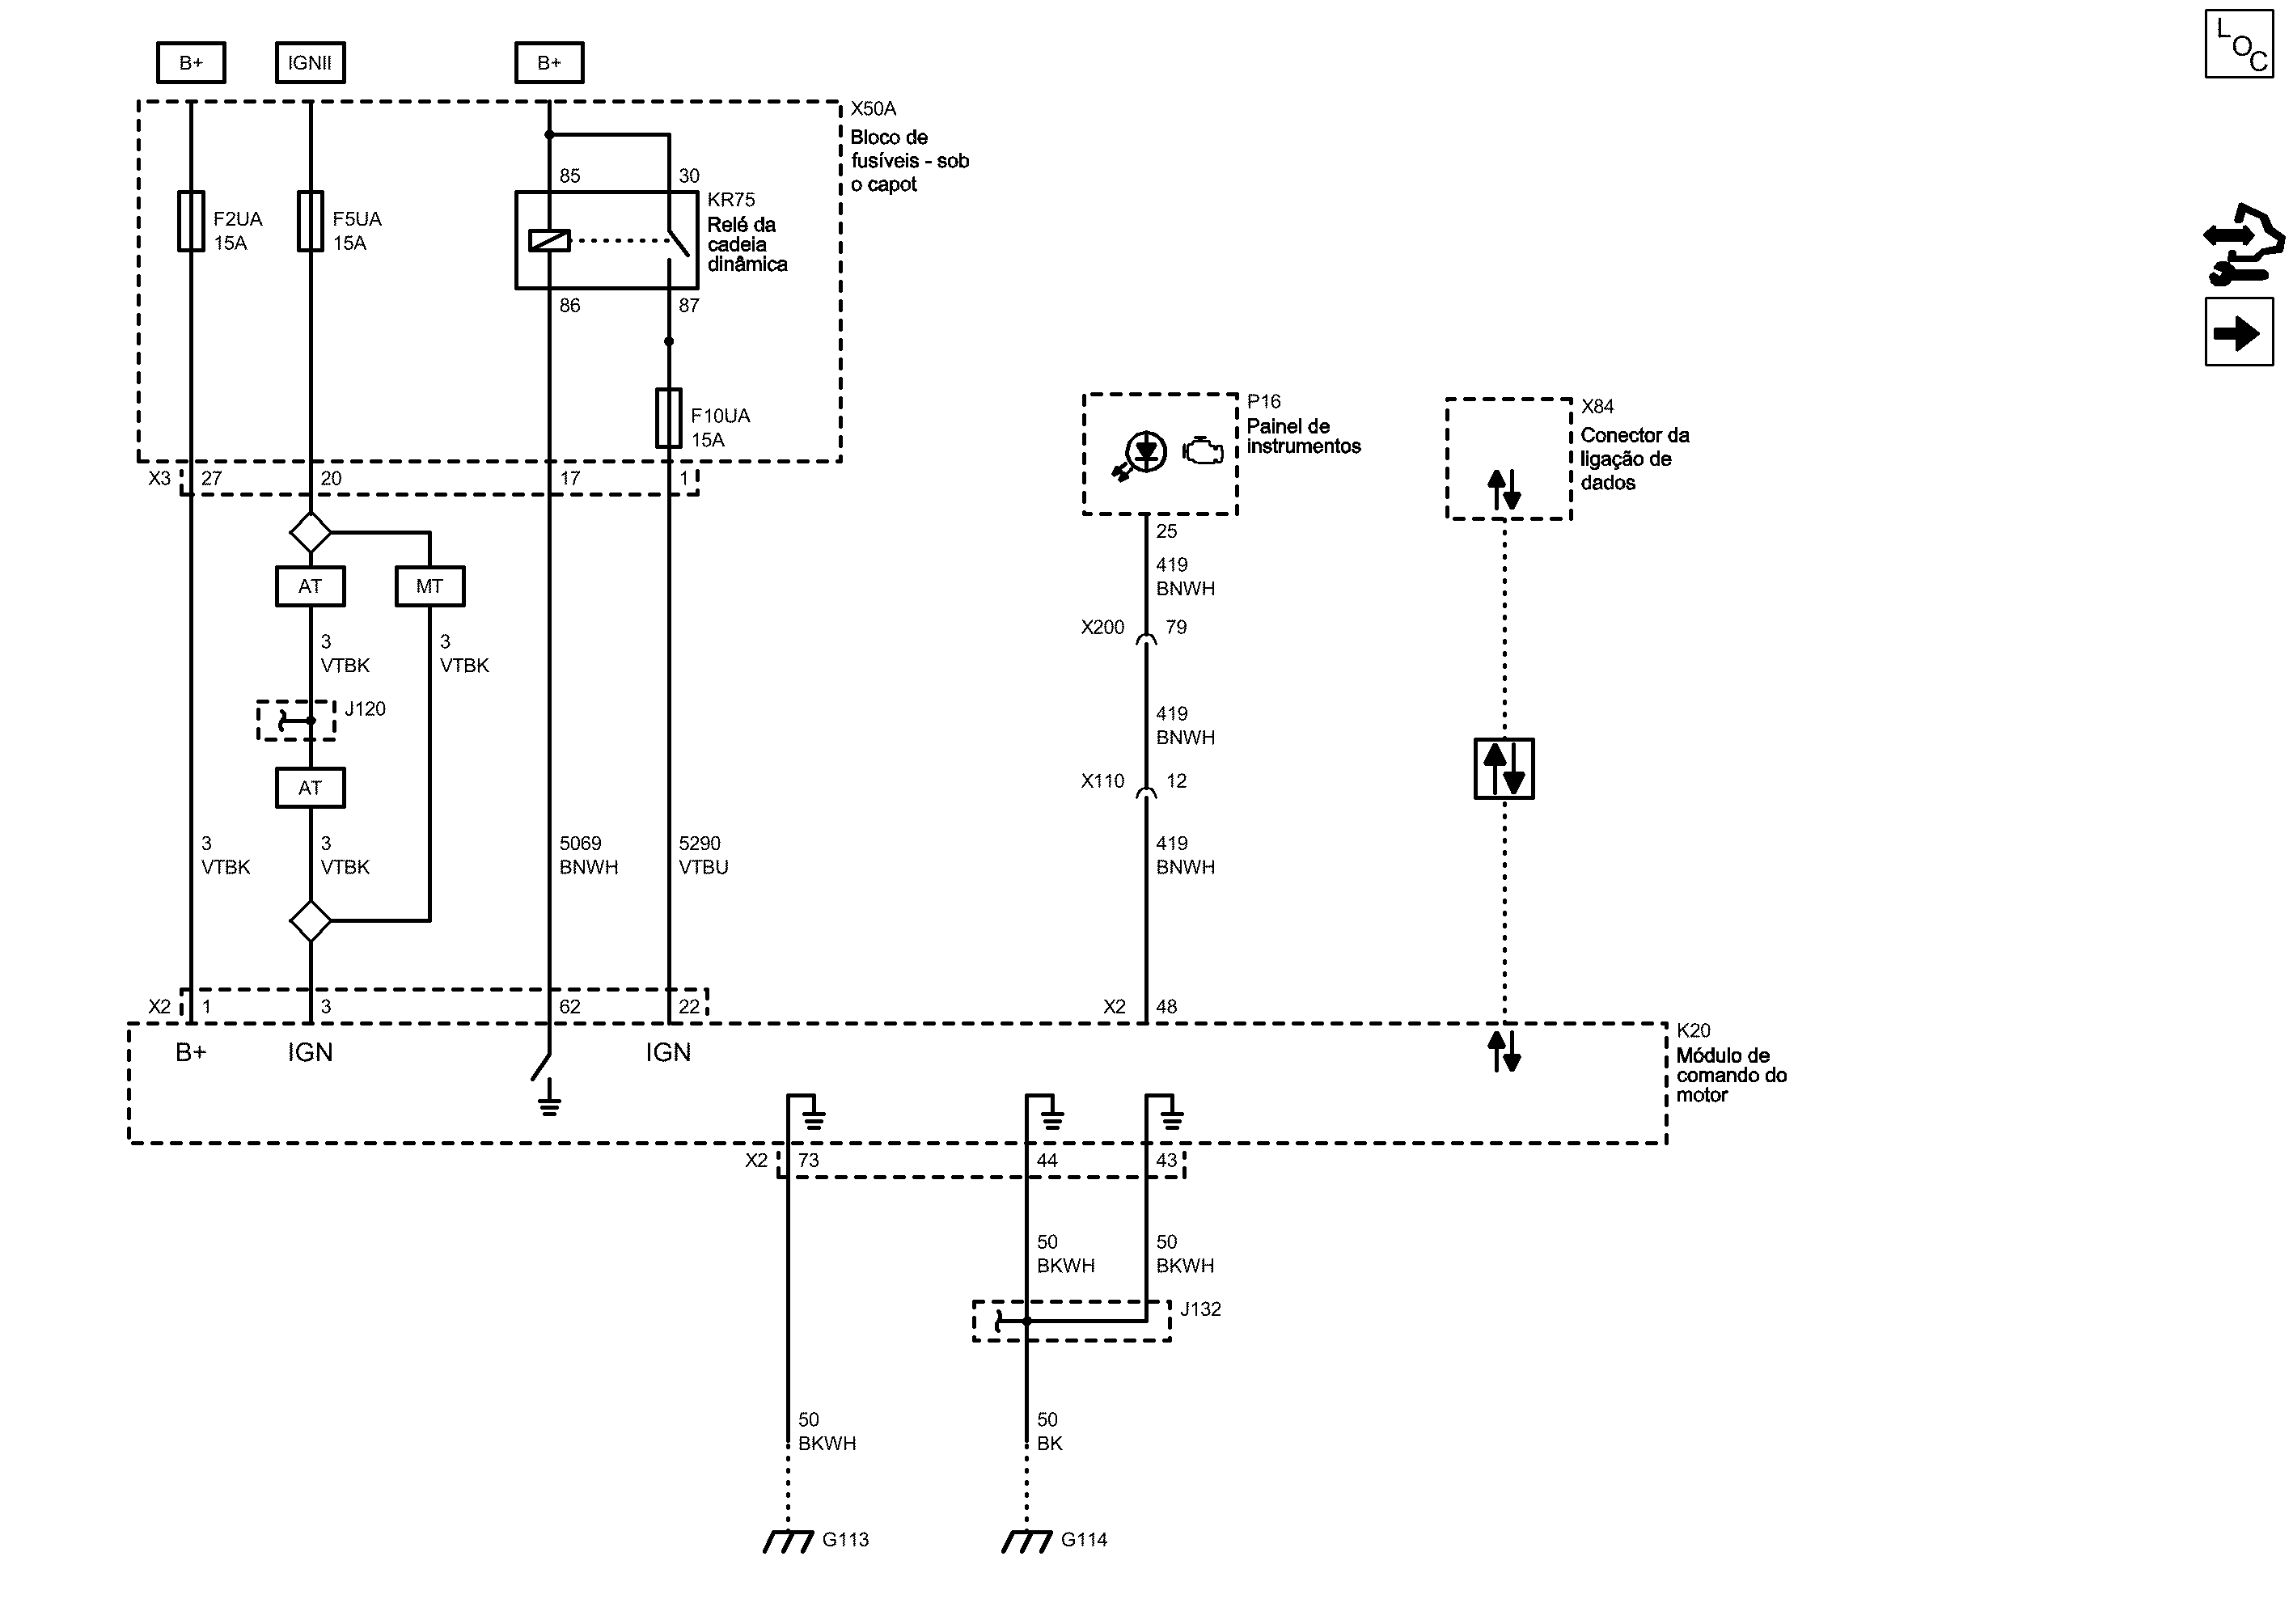 B+
IGNII
B+
LOC
X50A
Bloco de
fusíveis - sob
o capot
85
30
KR75
Relé da
cadeia
dinâmica
F2UA
15A
F5UA
15A
86
87
F10UA
15A
P16
Painel de
instrumentos
X84
Conector da
ligação de
dados
X3
27
20
17
1
25
419
BNWH
AT
MT
X200
79
3
VTBK
3
VTBK
J120
419
BNWH
AT
X110
12
3
VTBK
3
VTBK
5069
BNWH
5290
VTBU
419
BNWH
X2
1
3
62
22
X2
48
B+
IGN
IGN
K20
Módulo de
comando do
motor
X2
73
44
43
50
BKWH
50
BKWH
J132
50
BKWH
50
BK
G113
G114